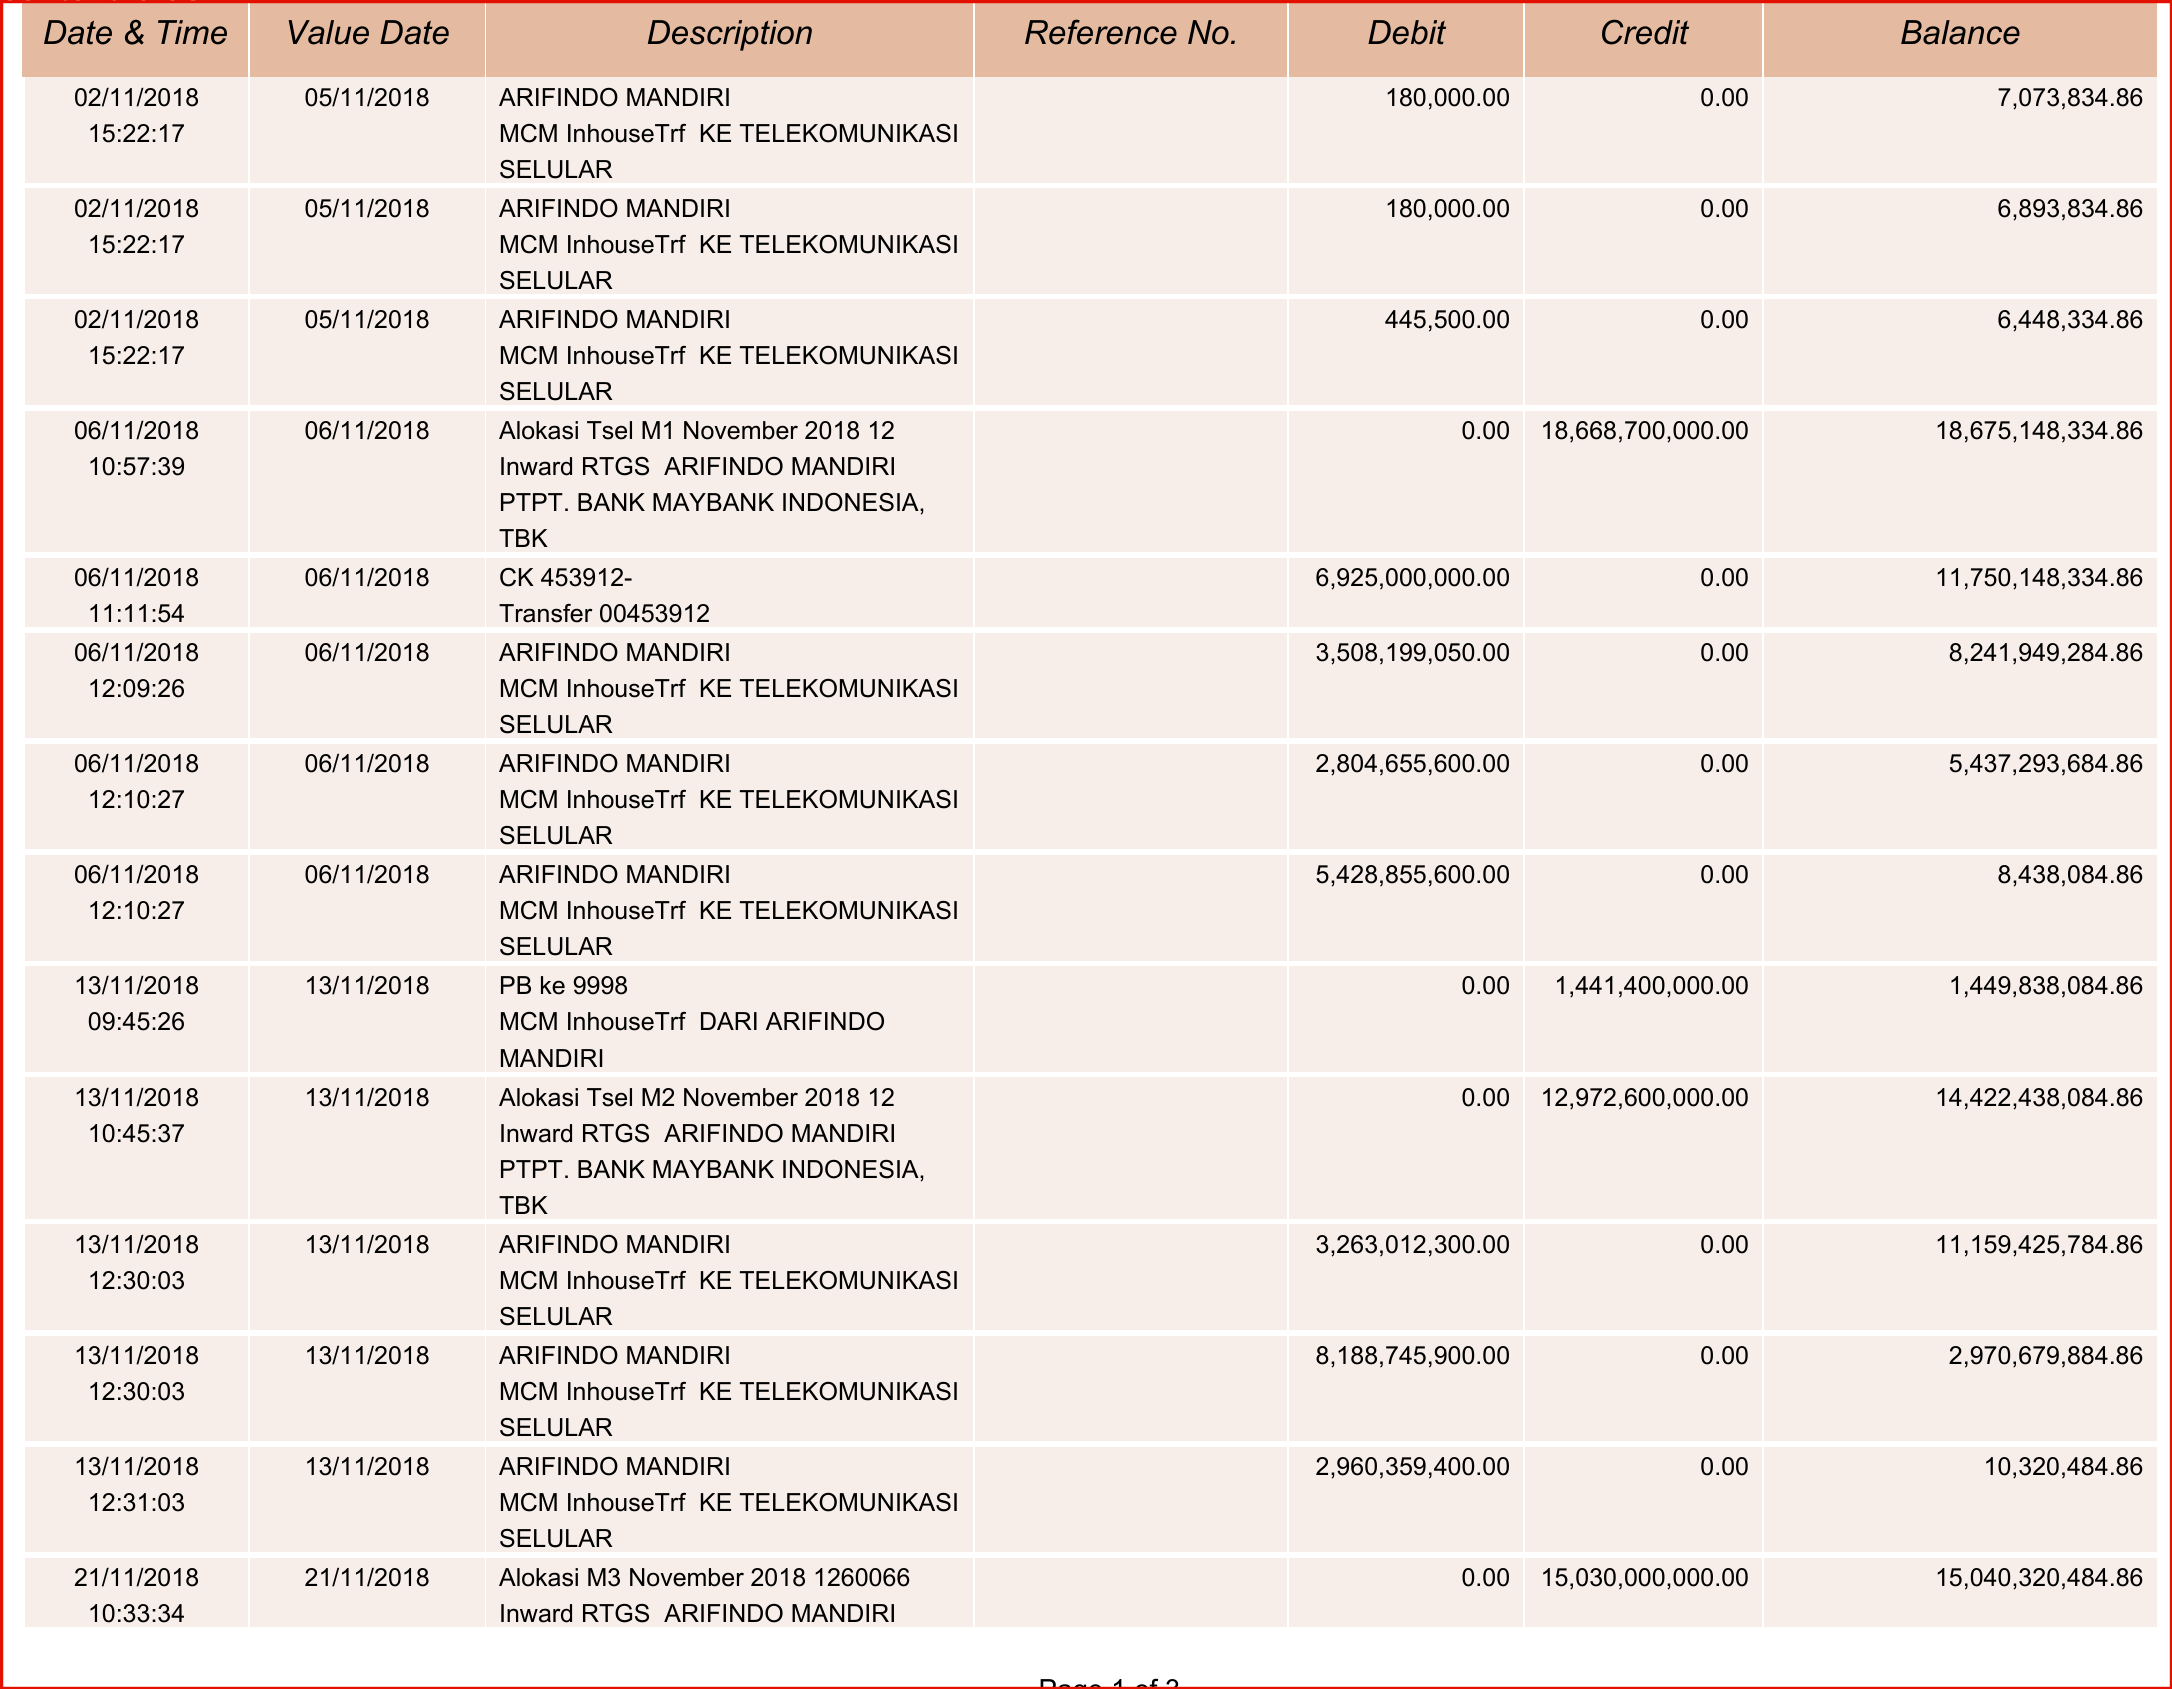 Date & Time Value Date Description Reference No. Debit Credit Balance
02/11/2018 05/11/2018 ARIFINDO MANDIRI 180,000.00 0.00 7,073,834.86
15:22:17 MCM InhouseTrf KE TELEKOMUNIKASI
SELULAR
02/11/2018 05/11/2018 ARIFINDO MANDIRI 180,000.00 0.00 6,893,834.86
15:22:17 MCM InhouseTrf KE TELEKOMUNIKASI
SELULAR
02/11/2018 05/11/2018 ARIFINDO MANDIRI 445,500.00 0.00 6,448,334.86
15:22:17 MCM InhouseTrf KE TELEKOMUNIKASI
SELULAR
06/11/2018 06/11/2018 Alokasi Tsel M1 November 2018 12 0.00 18,668,700,000.00 18,675,148,334.86
10:57:39 Inward RTGS ARIFINDO MANDIRI
PTPT. BANK MAYBANK INDONESIA,
TBK
06/11/2018 06/11/2018 CK 453912- 6,925,000,000.00 0.00 11,750,148,334.86
11:11:54 Transfer 00453912
06/11/2018 06/11/2018 ARIFINDO MANDIRI 3,508,199,050.00 0.00 8,241,949,284.86
12:09:26 MCM InhouseTrf KE TELEKOMUNIKASI
SELULAR
06/11/2018 06/11/2018 ARIFINDO MANDIRI 2,804,655,600.00 0.00 5,437,293,684.86
12:10:27 MCM InhouseTrf KE TELEKOMUNIKASI
SELULAR
06/11/2018 06/11/2018 ARIFINDO MANDIRI 5,428,855,600.00 0.00 8,438,084.86
12:10:27 MCM InhouseTrf KE TELEKOMUNIKASI
SELULAR
13/11/2018 13/11/2018 PB ke 9998 0.00 1,441,400,000.00 1,449,838,084.86
09:45:26 MCM InhouseTrf DARI ARIFINDO
MANDIRI
13/11/2018 13/11/2018 Alokasi Tsel M2 November 2018 12 0.00 12,972,600,000.00 14,422,438,084.86
10:45:37 Inward RTGS ARIFINDO MANDIRI
PTPT. BANK MAYBANK INDONESIA,
TBK
13/11/2018 13/11/2018 ARIFINDO MANDIRI 3,263,012,300.00 0.00 11,159,425,784.86
12:30:03 MCM InhouseTrf KE TELEKOMUNIKASI
SELULAR
13/11/2018 13/11/2018 ARIFINDO MANDIRI 8,188,745,900.00 0.00 2,970,679,884.86
12:30:03 MCM InhouseTrf KE TELEKOMUNIKASI
SELULAR
13/11/2018 13/11/2018 ARIFINDO MANDIRI 2,960,359,400.00 0.00 10,320,484.86
12:31:03 MCM InhouseTrf KE TELEKOMUNIKASI
SELULAR
21/11/2018 21/11/2018 Alokasi M3 November 2018 1260066 0.00 15,030,000,000.00 15,040,320,484.86
10:33:34 Inward RTGS ARIFINDO MANDIRI
Page 1 of